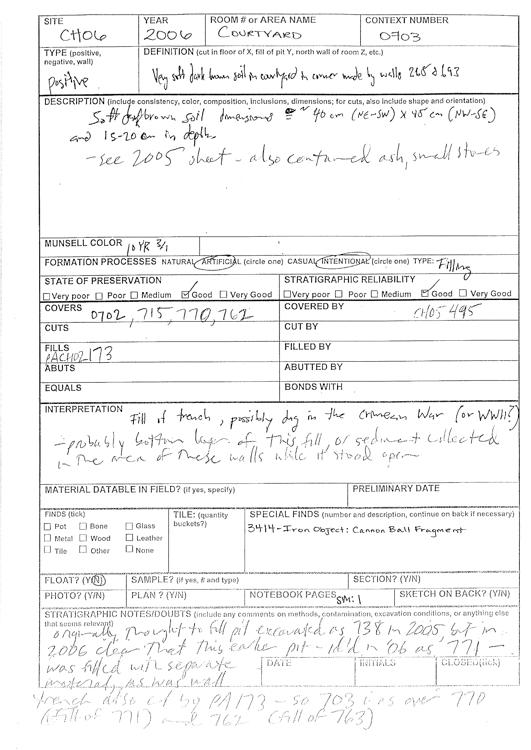 SITE YEAR ROOM # or AREA NAME CONTEXT NUMBER
CH06 2006 COURTYARD 0703
TYPE (positive, negative, wall) DEFINITION (cut in floor of X, fill of pit Y, north wall of room Z, etc.)
Positive Very soft dark brown soil in courtyard in corner made by walls 268 & 693
DESCRIPTION (include consistency, color, composition, inclusions, dimensions; for cuts, also include shape and orientation)
Soft brown soil dimensions ~ 40 cm (NE-SW) x 45 cm (NW-SE)
and 15-20 cm in depth
- see 2005 sheet - also contained ash, small stones
MUNSELL COLOR 10 YR 3/1
FORMATION PROCESSES NATURAL ARTIFICIAL (circle one) CASUAL INTENTIONAL (circle one) TYPE: Filling
STATE OF PRESERVATION STRATIGRAPHIC RELIABILITY
Very poor Poor Medium Good Very Good Very poor Poor Medium Good Very Good
COVERS 0702, 715, 770, 762 COVERED BY CH05 495
CUTS CUT BY
FILLS PACH02 173 FILLED BY
ABUTS ABUTTED BY
EQUALS BONDS WITH
INTERPRETATION Fill of trench, possibly dug in the Crimean War (or WWII?)
- probably bottom layer of this fill, or sediment collected
in the area of these walls while it stood open
MATERIAL DATABLE IN FIELD? (if yes, specify) PRELIMINARY DATE
FINDS (tick) TILE: (quantity buckets?) SPECIAL FINDS (number and description, continue on back if necessary)
Pot Bone Glass 3414-Iron Object: Cannon Ball Fragment
Metal Wood Leather
Tile Other None
FLOAT? (Y/N) SAMPLE? (if yes, # and type) SECTION? (Y/N)
PHOTO? (Y/N) PLAN ? (Y/N) NOTEBOOK PAGES SM: 1 SKETCH ON BACK? (Y/N)
STRATIGRAPHIC NOTES/DOUBTS (include any comments on methods, contamination, excavation conditions, or anything else that seems relevant)
originally thought to fill pit excavated as 738 in 2005, but in
2006 clear that this earlier pit - id'd in '06 as, 771 -
was filled with separate
material, as was wall
DATE INITIALS CLOSED(tick)
trench also cut by PA173 - so 703 is over 770
(fill of 771) and 762 (fill of 763)